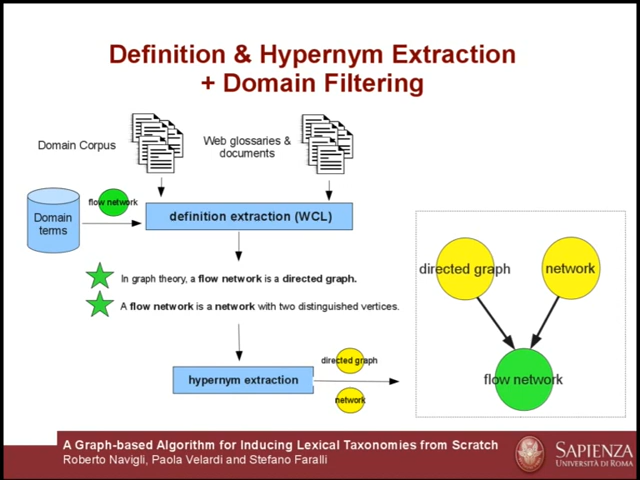 Definition & Hypernym Extraction
+ Domain Filtering
Domain Corpus
Web glossaries &
documents
flow network
Domain
terms
definition extraction (WCL)
In graph theory, a flow network is a directed graph.
A flow network is a network with two distinguished vertices.
directed graph
hypernym extraction
network
directed graph
network
flow network
A Graph-based Algorithm for Inducing Lexical Taxonomies from Scratch
Roberto Navigli, Paola Velardi and Stefano Faralli
SAPIENZA
UNIVERSITÀ DI ROMA